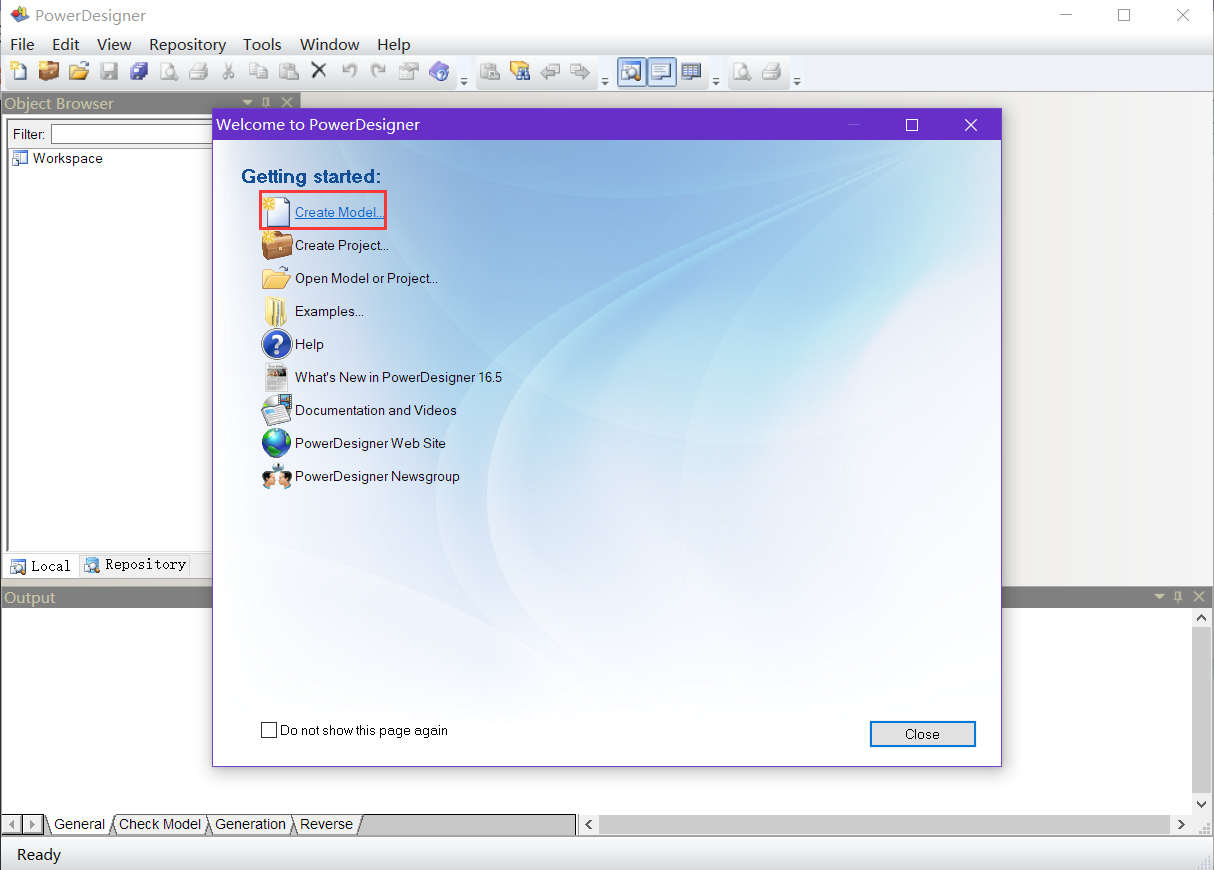 PowerDesigner
File Edit View Repository Tools Window Help
Object Browser
Filter:
Workspace
Local Repository
Welcome to PowerDesigner
Getting started:
Create Model...
Create Project...
Open Model or Project...
Examples...
Help
What's New in PowerDesigner 16.5
Documentation and Videos
PowerDesigner Web Site
PowerDesigner Newsgroup
Do not show this page again
Close
Output
General Check Model Generation Reverse
Ready